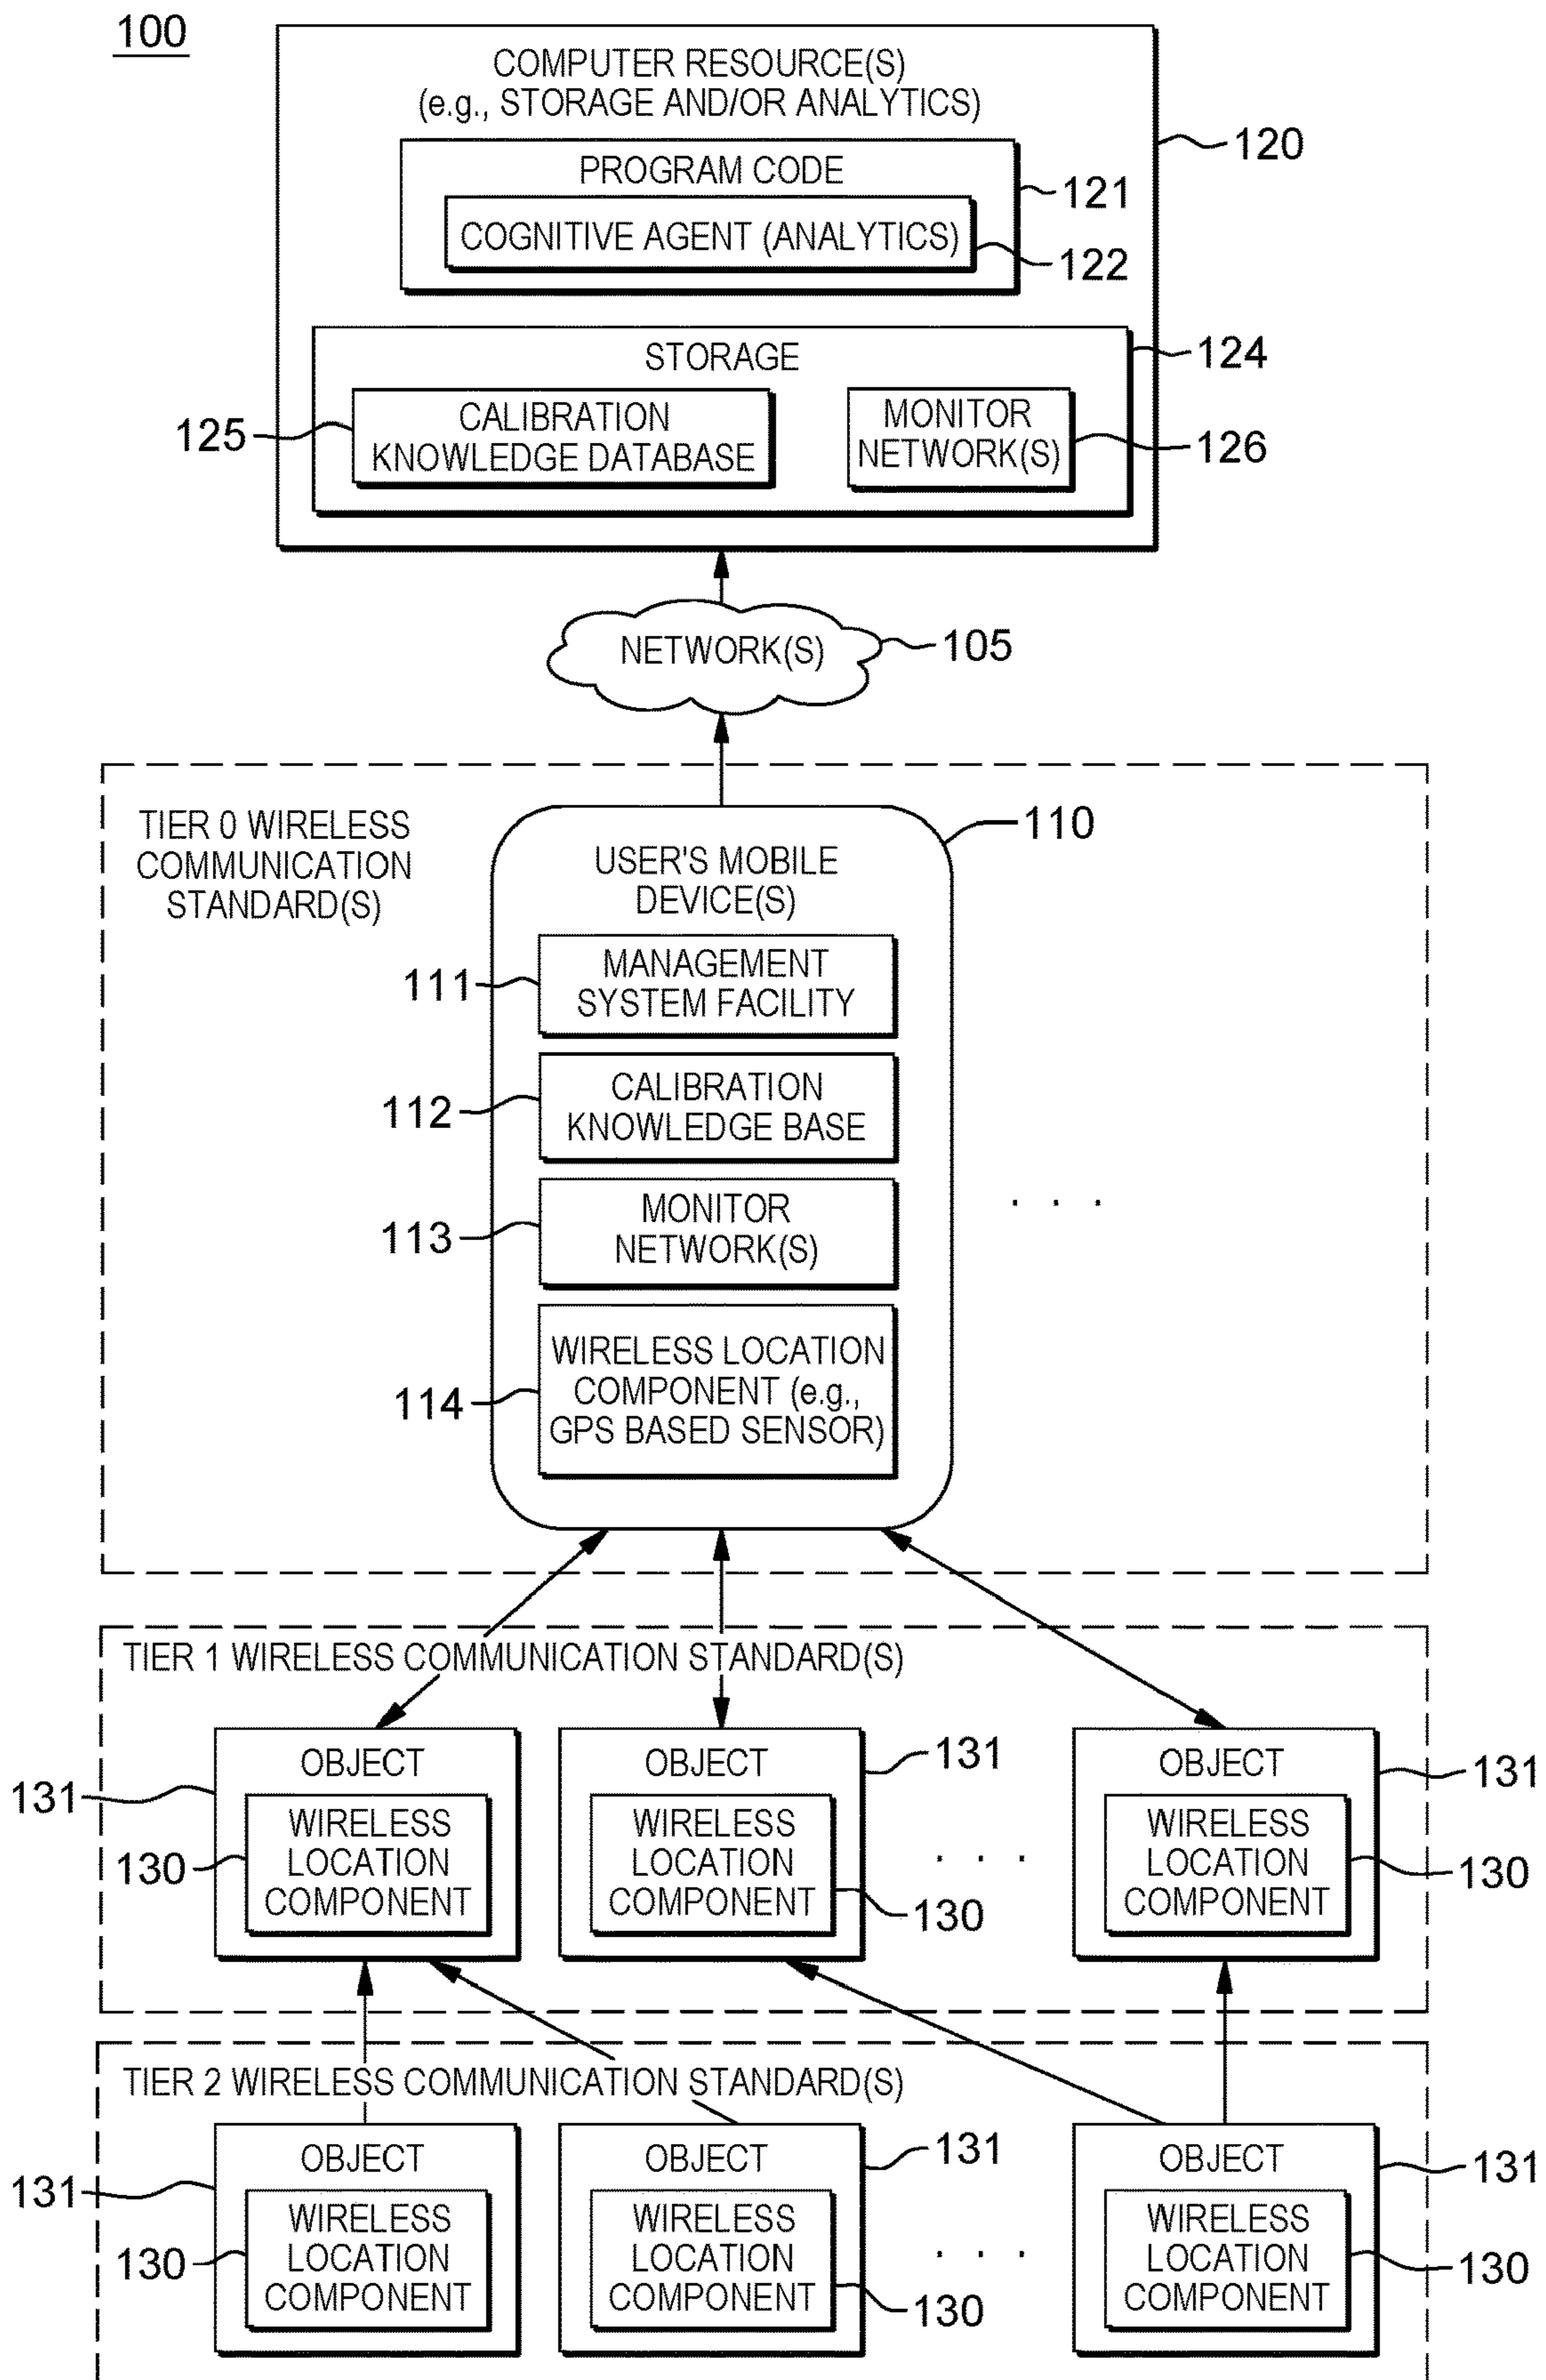 100
COMPUTER RESOURCE(S)
(e.g., STORAGE AND/OR ANALYTICS)
120
PROGRAM CODE
121
COGNITIVE AGENT (ANALYTICS)
122
STORAGE
124
125
CALIBRATION
KNOWLEDGE DATABASE
MONITOR
NETWORK(S)
126
NETWORK(S)
105
TIER 0 WIRELESS
COMMUNICATION
STANDARD(S)
110
USER'S MOBILE
DEVICE(S)
111
MANAGEMENT
SYSTEM FACILITY
112
CALIBRATION
KNOWLEDGE BASE
113
MONITOR
NETWORK(S)
. . .
114
WIRELESS LOCATION
COMPONENT (e.g.,
GPS BASED SENSOR)
TIER 1 WIRELESS COMMUNICATION STANDARD(S)
131
OBJECT
130
WIRELESS
LOCATION
COMPONENT
OBJECT
131
WIRELESS
LOCATION
COMPONENT
130
. . .
OBJECT
131
WIRELESS
LOCATION
COMPONENT
130
TIER 2 WIRELESS COMMUNICATION STANDARD(S)
131
OBJECT
130
WIRELESS
LOCATION
COMPONENT
OBJECT
131
WIRELESS
LOCATION
COMPONENT
130
. . .
OBJECT
131
WIRELESS
LOCATION
COMPONENT
130